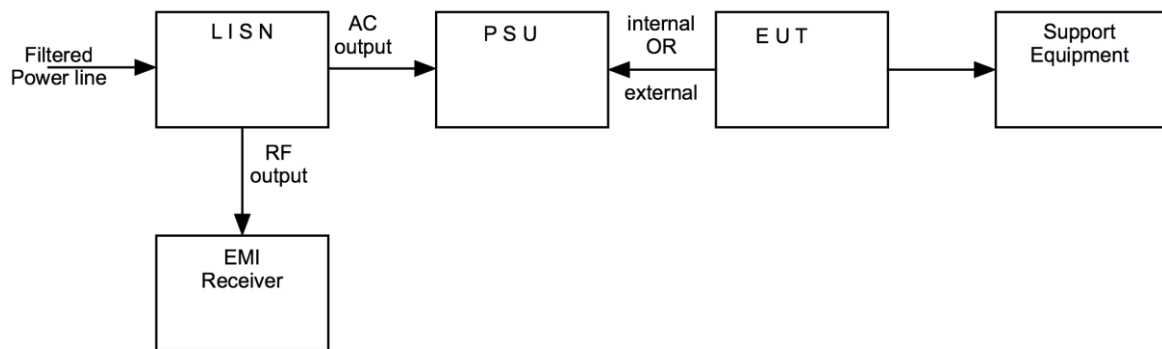 L I S N
AC
output
P S U
internal
OR
external
E U T
Support
Equipment
Filtered
Power line
RF
output
EMI
Receiver